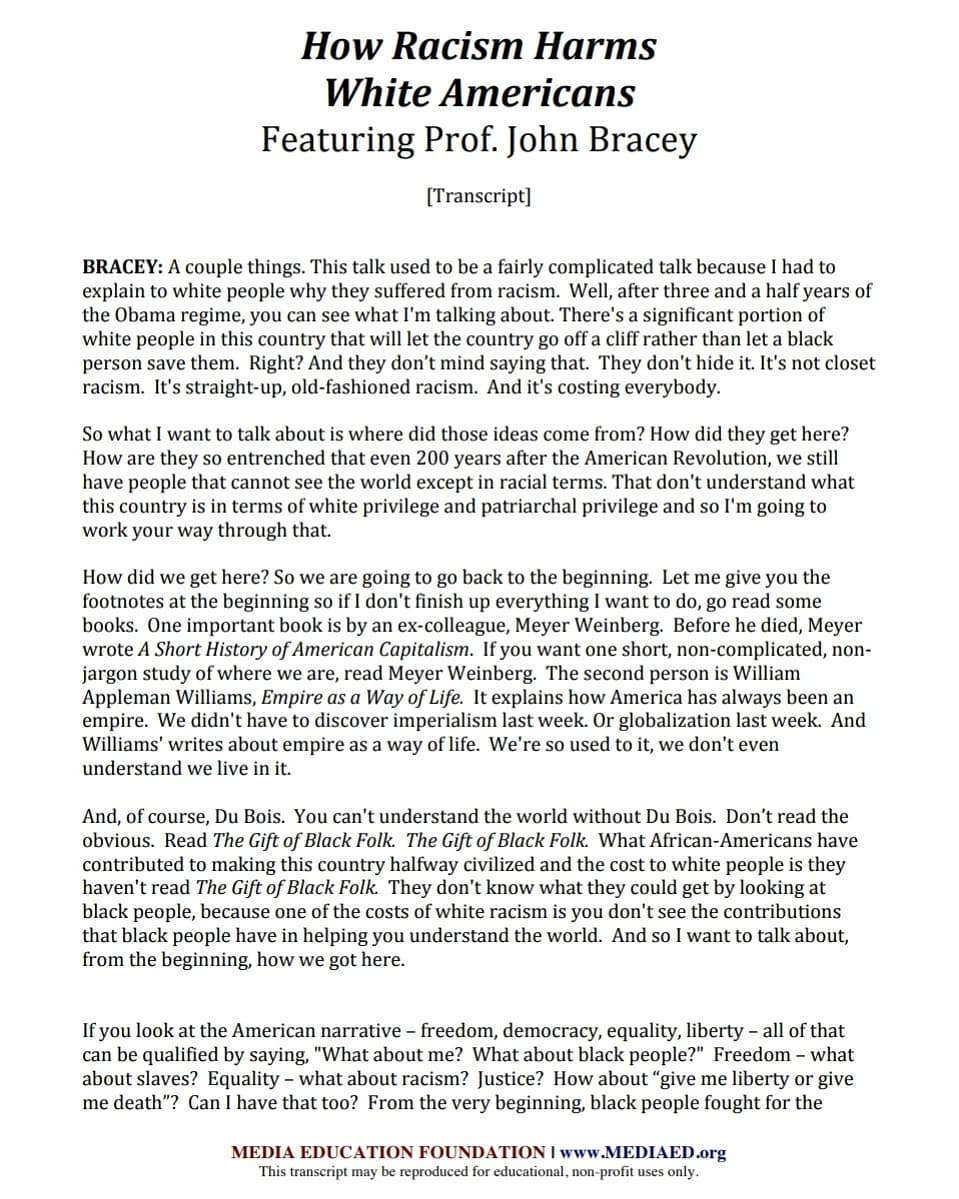 How Racism Harms
White Americans
Featuring Prof. John Bracey
[Transcript]
BRACEY: A couple things. This talk used to be a fairly complicated talk because I had to
explain to white people why they suffered from racism.  Well, after three and a half years of
the Obama regime, you can see what I'm talking about. There's a significant portion of
white people in this country that will let the country go off a cliff rather than let a black
person save them.  Right? And they don’t mind saying that.  They don't hide it. It's not closet
racism.  It's straight-up, old-fashioned racism.  And it's costing everybody.
So what I want to talk about is where did those ideas come from? How did they get here?
How are they so entrenched that even 200 years after the American Revolution, we still
have people that cannot see the world except in racial terms. That don't understand what
this country is in terms of white privilege and patriarchal privilege and so I'm going to
work your way through that.
How did we get here? So we are going to go back to the beginning.  Let me give you the
footnotes at the beginning so if I don't finish up everything I want to do, go read some
books.  One important book is by an ex-colleague, Meyer Weinberg.  Before he died, Meyer
wrote A Short History of American Capitalism.  If you want one short, non-complicated, non-
jargon study of where we are, read Meyer Weinberg.  The second person is William
Appleman Williams, Empire as a Way of Life.  It explains how America has always been an
empire.  We didn't have to discover imperialism last week. Or globalization last week.  And
Williams' writes about empire as a way of life.  We're so used to it, we don't even
understand we live in it.
And, of course, Du Bois.  You can't understand the world without Du Bois.  Don’t read the
obvious.  Read The Gift of Black Folk.  The Gift of Black Folk.  What African-Americans have
contributed to making this country halfway civilized and the cost to white people is they
haven't read The Gift of Black Folk.  They don't know what they could get by looking at
black people, because one of the costs of white racism is you don't see the contributions
that black people have in helping you understand the world.  And so I want to talk about,
from the beginning, how we got here.
If you look at the American narrative – freedom, democracy, equality, liberty – all of that
can be qualified by saying, "What about me?  What about black people?"  Freedom – what
about slaves?  Equality – what about racism?  Justice?  How about “give me liberty or give
me death”?  Can I have that too?  From the very beginning, black people fought for the
MEDIA EDUCATION FOUNDATION | www.MEDIAED.org
This transcript may be reproduced for educational, non-profit uses only.